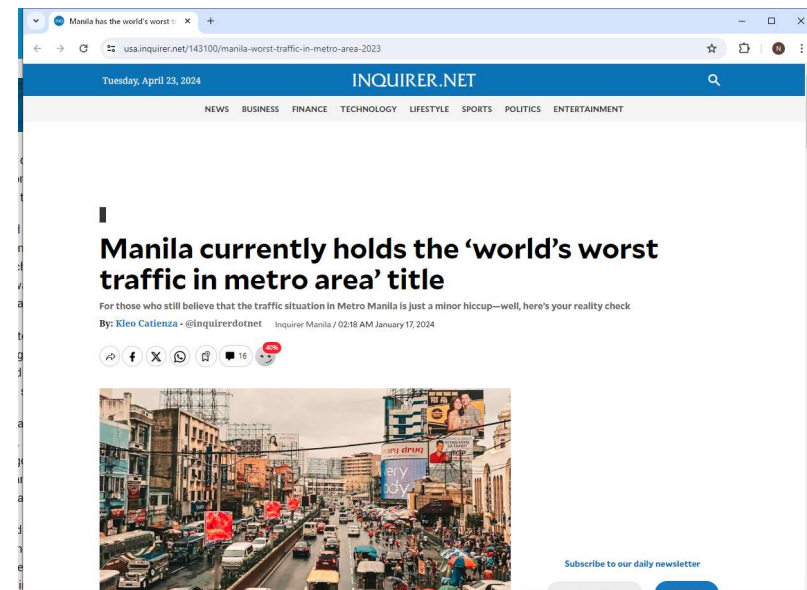 Manila has the world's worst t
usa.inquirer.net/143100/manila-worst-traffic-in-metro-area-2023
N
Tuesday, April 23, 2024
INQUIRER.NET
NEWS BUSINESS FINANCE TECHNOLOGY LIFESTYLE SPORTS POLITICS ENTERTAINMENT
Manila currently holds the ‘world’s worst
traffic in metro area’ title
For those who still believe that the traffic situation in Metro Manila is just a minor hiccup—well, here’s your reality check
By: Kleo Catienza - @inquirerdotnet Inquirer Manila / 02:18 AM January 17, 2024
16
40%
drug
ery
body
Subscribe to our daily newsletter